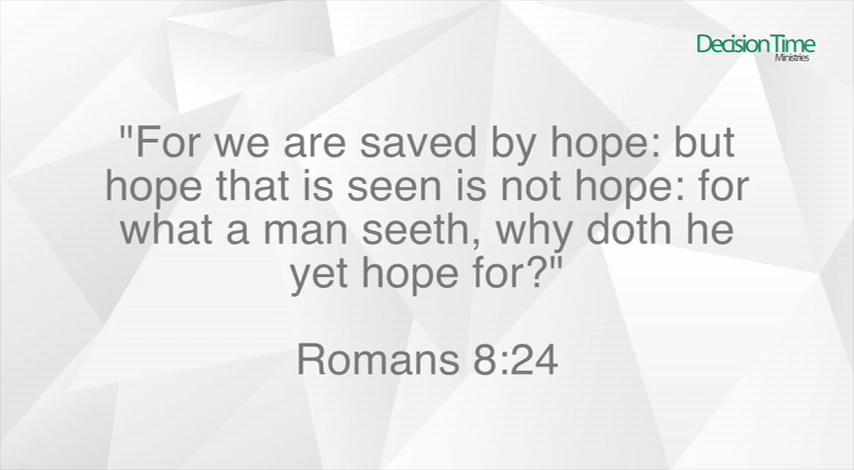 DecisionTime
Ministries
"For we are saved by hope: but
hope that is seen is not hope: for
what a man seeth, why doth he
yet hope for?"
Romans 8:24